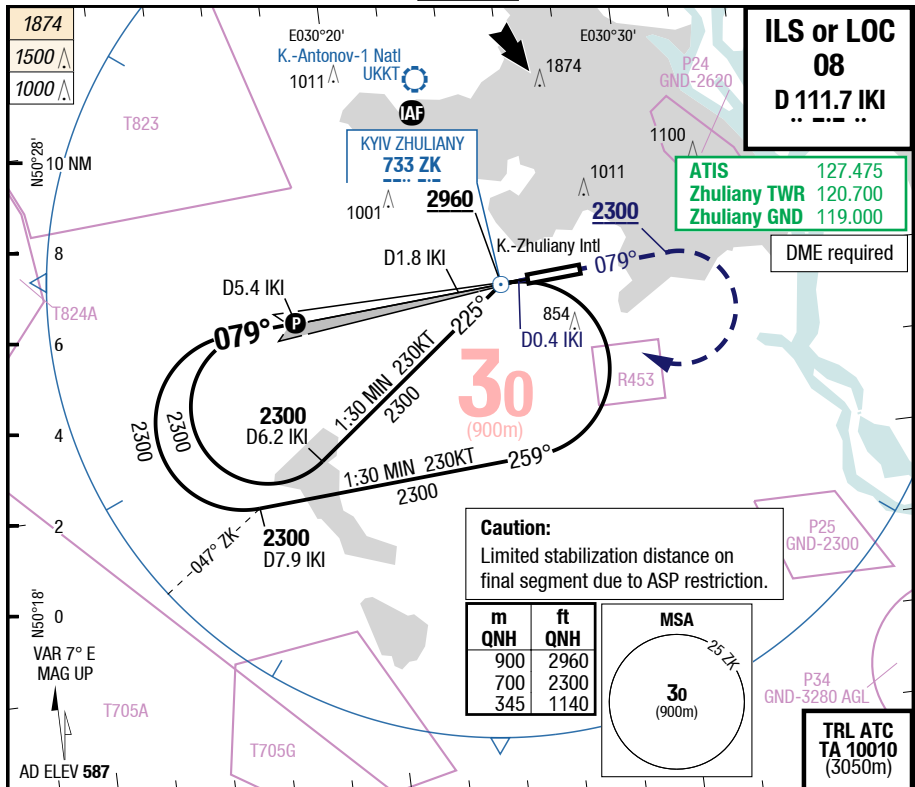 1874
1500
1000
E030°20'
E030°30'
ILS or LOC
08
D 111.7 IKI
K.-Antonov-1 Natl
UKKT
1011
1874
P24
GND-2620
T823
IAF
1100
N50°28'
10 NM
KYIV ZHULIANY
733 ZK
ATIS 127.475
Zhuliany TWR 120.700
Zhuliany GND 119.000
1011
1001
2960
2300
DME required
K.-Zhuliany Intl
079°
8
D1.8 IKI
D5.4 IKI
T824A
P
079°
225°
854
D0.4 IKI
6
R453
1:30 MIN 230KT
2300
30
(900m)
2300
D6.2 IKI
2300
2300
4
259°
1:30 MIN 230KT
2300
2300
D7.9 IKI
047° ZK
2
Caution:
Limited stabilization distance on
final segment due to ASP restriction.
P25
GND-2300
N50°18'
0
m ft
QNH QNH
900 2960
700 2300
345 1140
MSA
25 ZK
30
(900m)
P34
GND-3280 AGL
VAR 7° E
MAG UP
T705A
T705G
AD ELEV 587
TRL ATC
TA 10010
(3050m)